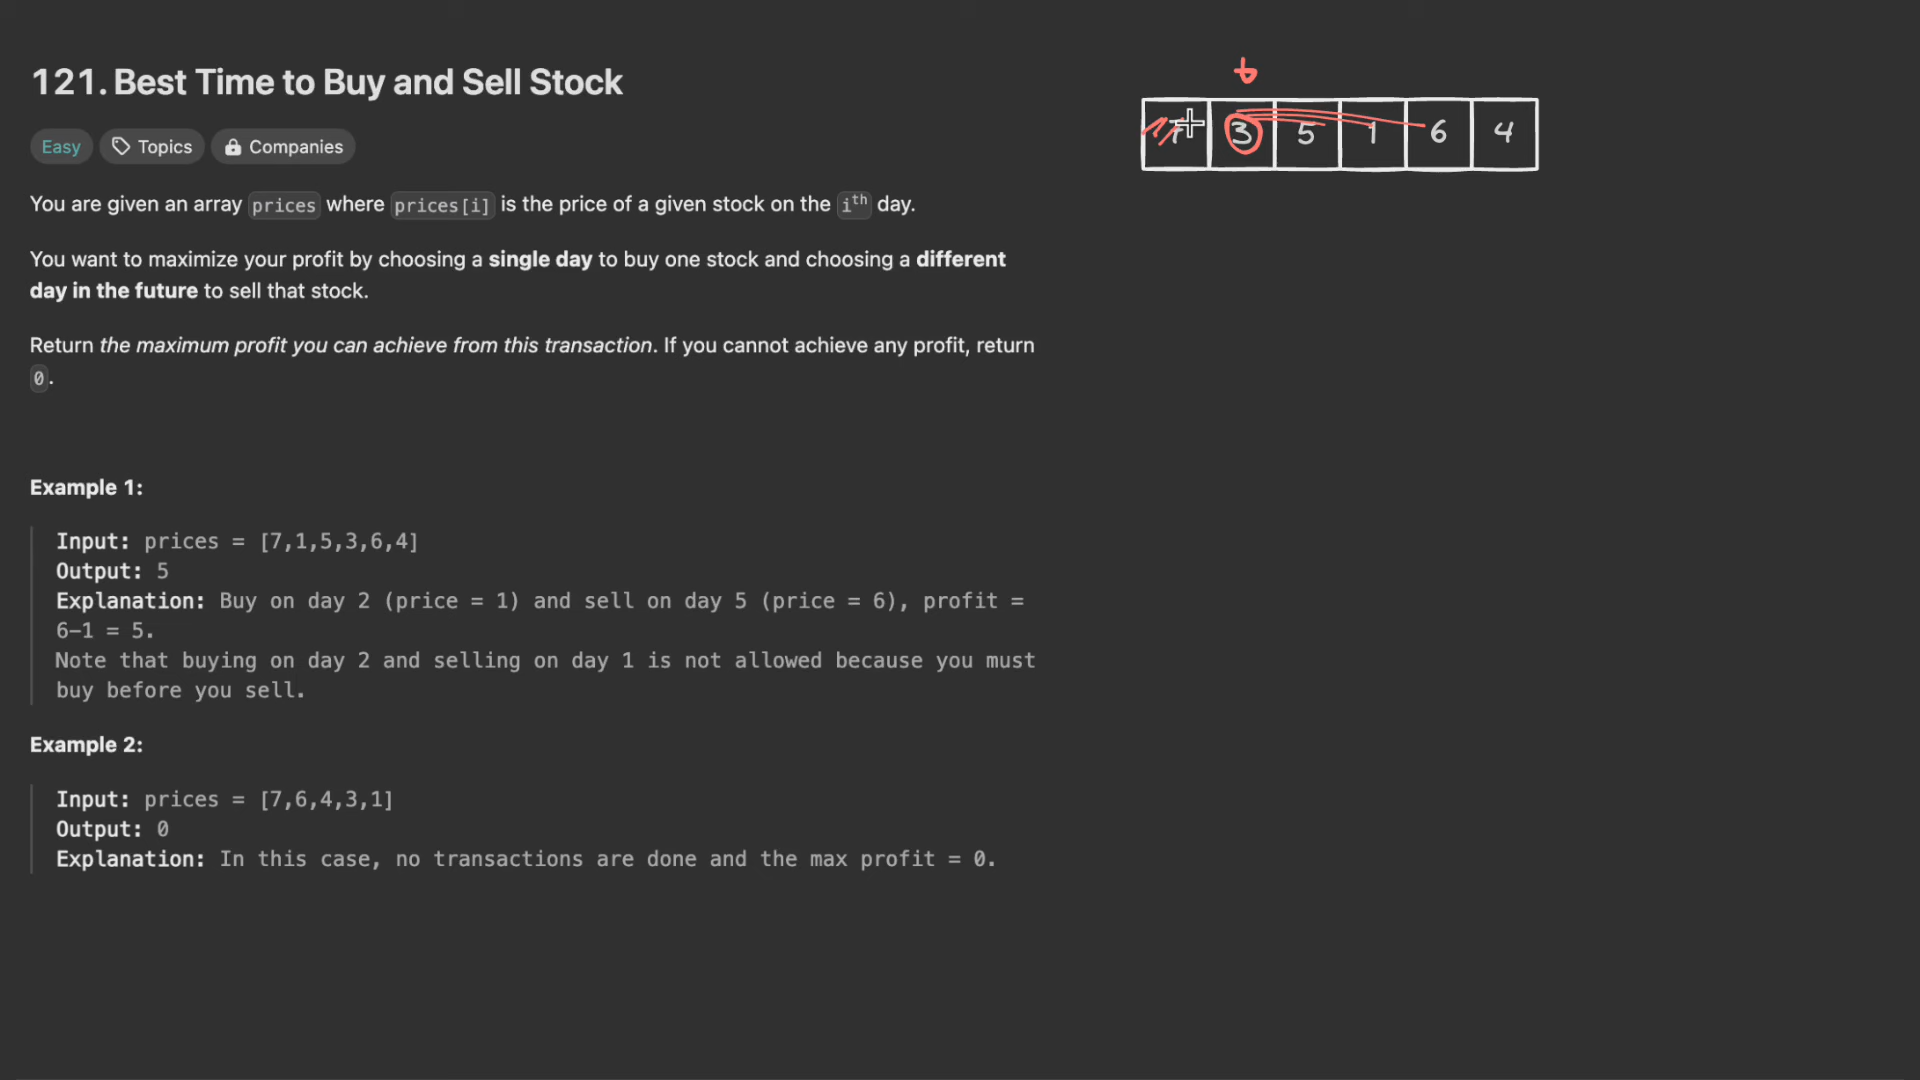 121. Best Time to Buy and Sell Stock
Easy Topics Companies
You are given an array prices where prices[i] is the price of a given stock on the ith day.
You want to maximize your profit by choosing a single day to buy one stock and choosing a different
day in the future to sell that stock.
Return the maximum profit you can achieve from this transaction. If you cannot achieve any profit, return
0.
Example 1:
Input: prices = [7,1,5,3,6,4]
Output: 5
Explanation: Buy on day 2 (price = 1) and sell on day 5 (price = 6), profit =
6-1 = 5.
Note that buying on day 2 and selling on day 1 is not allowed because you must
buy before you sell.
Example 2:
Input: prices = [7,6,4,3,1]
Output: 0
Explanation: In this case, no transactions are done and the max profit = 0.
b
7 3 5 1 6 4